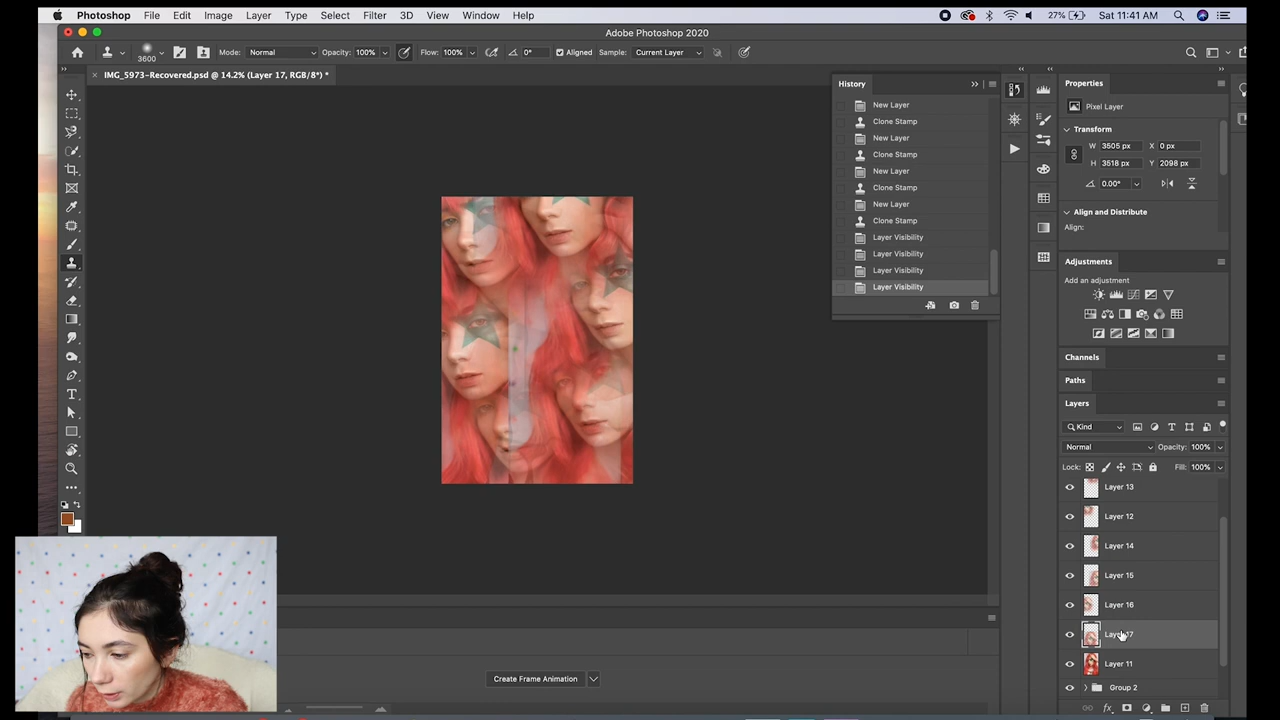 Photoshop File Edit Image Layer Type Select Filter 3D View Window Help 27% Sat 11:41 AM
Adobe Photoshop 2020
3600 Mode: Normal Opacity: 100% Flow: 100% 0° Aligned Sample: Current Layer
IMG_5973-Recovered.psd @ 14.2% (Layer 17, RGB/8*) *
History
New Layer
Clone Stamp
New Layer
Clone Stamp
New Layer
Clone Stamp
New Layer
Clone Stamp
Layer Visibility
Layer Visibility
Layer Visibility
Layer Visibility
Properties
Pixel Layer
Transform
W 3505 px X 0 px
H 3518 px Y 2098 px
0.00°
Align and Distribute
Align:
Adjustments
Add an adjustment
Channels
Paths
Layers
Kind
Normal Opacity: 100%
Lock: Fill: 100%
Layer 13
Layer 12
Layer 14
Layer 15
Layer 16
Layer 17
Layer 11
Group 2
Create Frame Animation